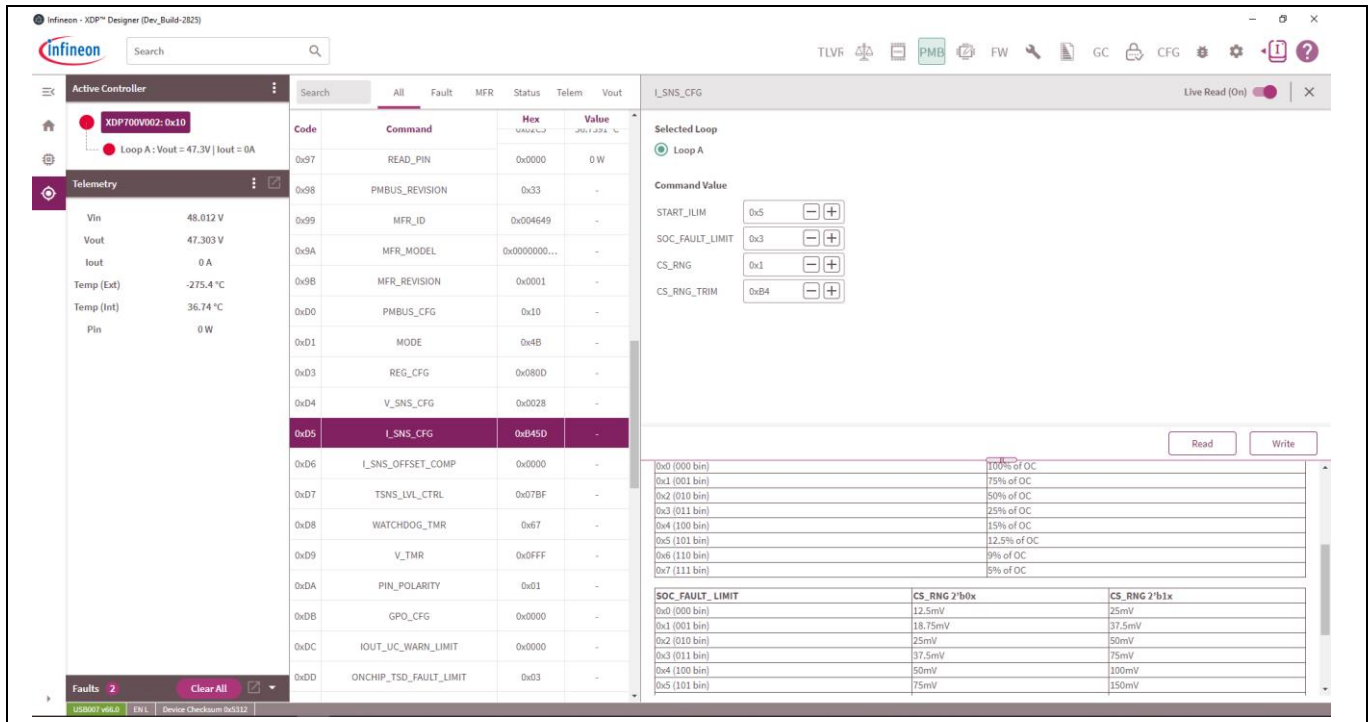 Infineon - XDP™ Designer (Dev_Build-2825)
infineon
Search
TLVR PMB FW GC CFG
Active Controller
XDP700V002: 0x10
Loop A : Vout = 47.3V | Iout = 0A
Telemetry
Vin 48.012 V
Vout 47.303 V
Iout 0 A
Temp (Ext) -275.4 °C
Temp (Int) 36.74 °C
Pin 0 W
Faults 2 Clear All
USB007 v66.0 EN L Device Checksum 0x5312
Search All Fault MFR Status Telem Vout
Code Command Hex Value
0x97 READ_PIN 0x0000 0 W
0x98 PMBUS_REVISION 0x33 -
0x99 MFR_ID 0x004649 -
0x9A MFR_MODEL 0x0000000... -
0x9B MFR_REVISION 0x0001 -
0xD0 PMBUS_CFG 0x10 -
0xD1 MODE 0x4B -
0xD3 REG_CFG 0x080D -
0xD4 V_SNS_CFG 0x0028 -
0xD5 I_SNS_CFG 0xB45D -
0xD6 I_SNS_OFFSET_COMP 0x0000 -
0xD7 TSNS_LVL_CTRL 0x07BF -
0xD8 WATCHDOG_TMR 0x67 -
0xD9 V_TMR 0x0FFF -
0xDA PIN_POLARITY 0x01 -
0xDB GPO_CFG 0x0000 -
0xDC IOUT_UC_WARN_LIMIT 0x0000 -
0xDD ONCHIP_TSD_FAULT_LIMIT 0x03 -
I_SNS_CFG Live Read (On)
Selected Loop
Loop A
Command Value
START_ILIM 0x5
SOC_FAULT_LIMIT 0x3
CS_RNG 0x1
CS_RNG_TRIM 0xB4
Read Write
0x0 (000 bin) 100% of OC
0x1 (001 bin) 75% of OC
0x2 (010 bin) 50% of OC
0x3 (011 bin) 25% of OC
0x4 (100 bin) 15% of OC
0x5 (101 bin) 12.5% of OC
0x6 (110 bin) 9% of OC
0x7 (111 bin) 5% of OC
SOC_FAULT_ LIMIT CS_RNG 2'b0x CS_RNG 2'b1x
0x0 (000 bin) 12.5mV 25mV
0x1 (001 bin) 18.75mV 37.5mV
0x2 (010 bin) 25mV 50mV
0x3 (011 bin) 37.5mV 75mV
0x4 (100 bin) 50mV 100mV
0x5 (101 bin) 75mV 150mV